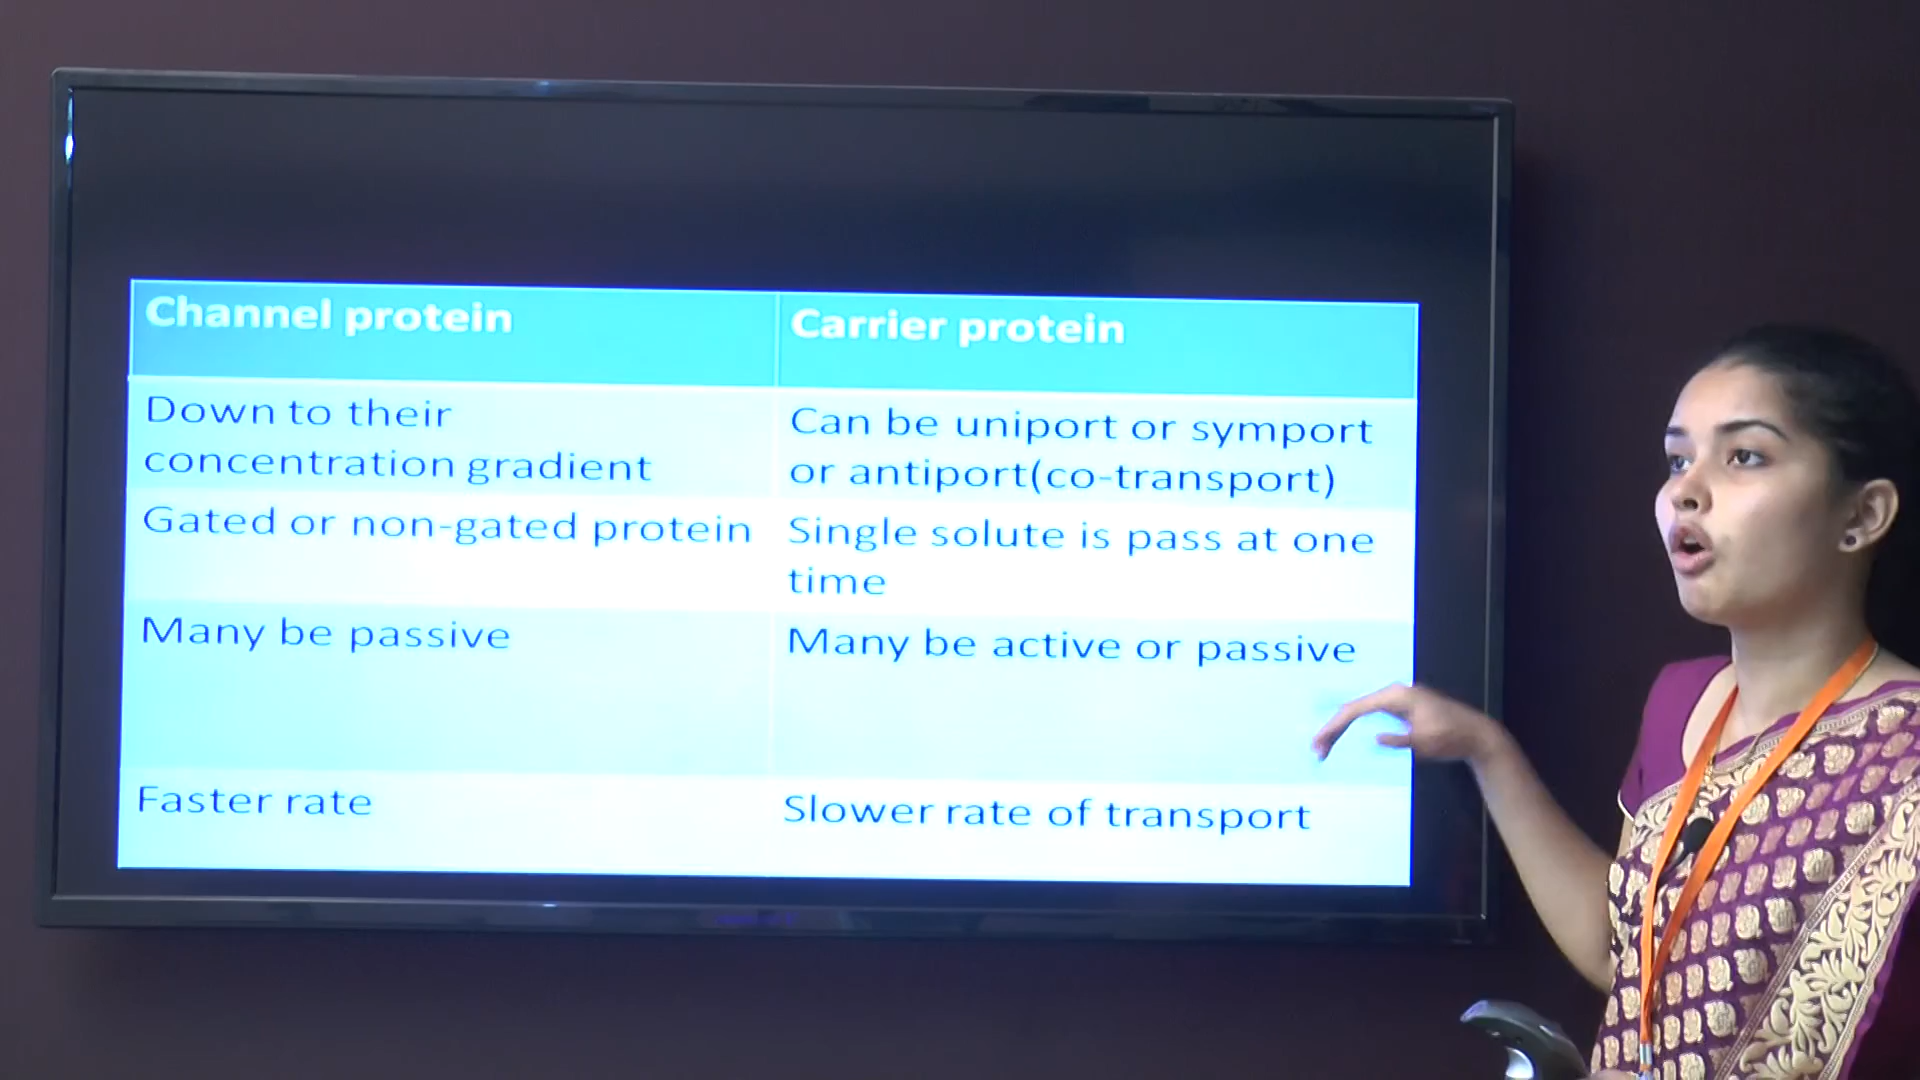 Channel protein
Carrier protein
Down to their
concentration gradient
Can be uniport or symport
or antiport(co-transport)
Gated or non-gated protein
Single solute is pass at one
time
Many be passive
Many be active or passive
Faster rate
Slower rate of transport